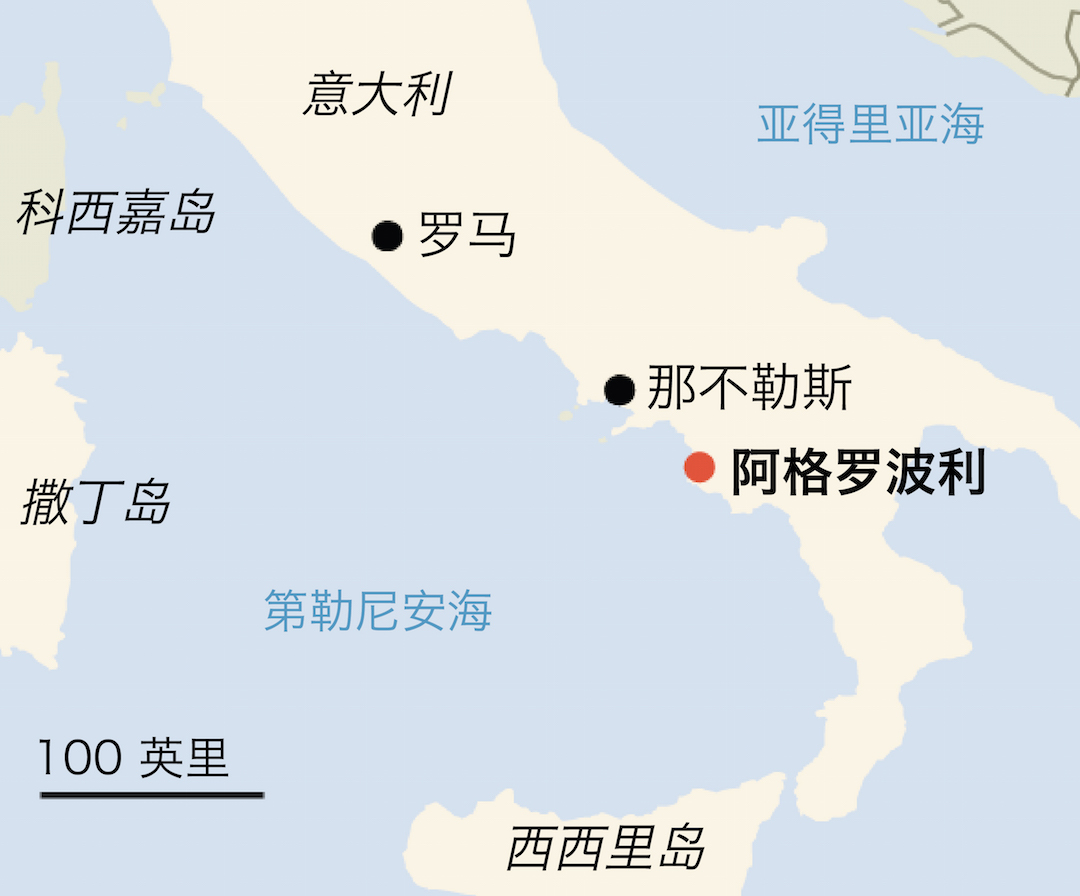 意大利
亚得里亚海
科西嘉岛
罗马
那不勒斯
阿格罗波利
撒丁岛
第勒尼安海
100 英里
西西里岛